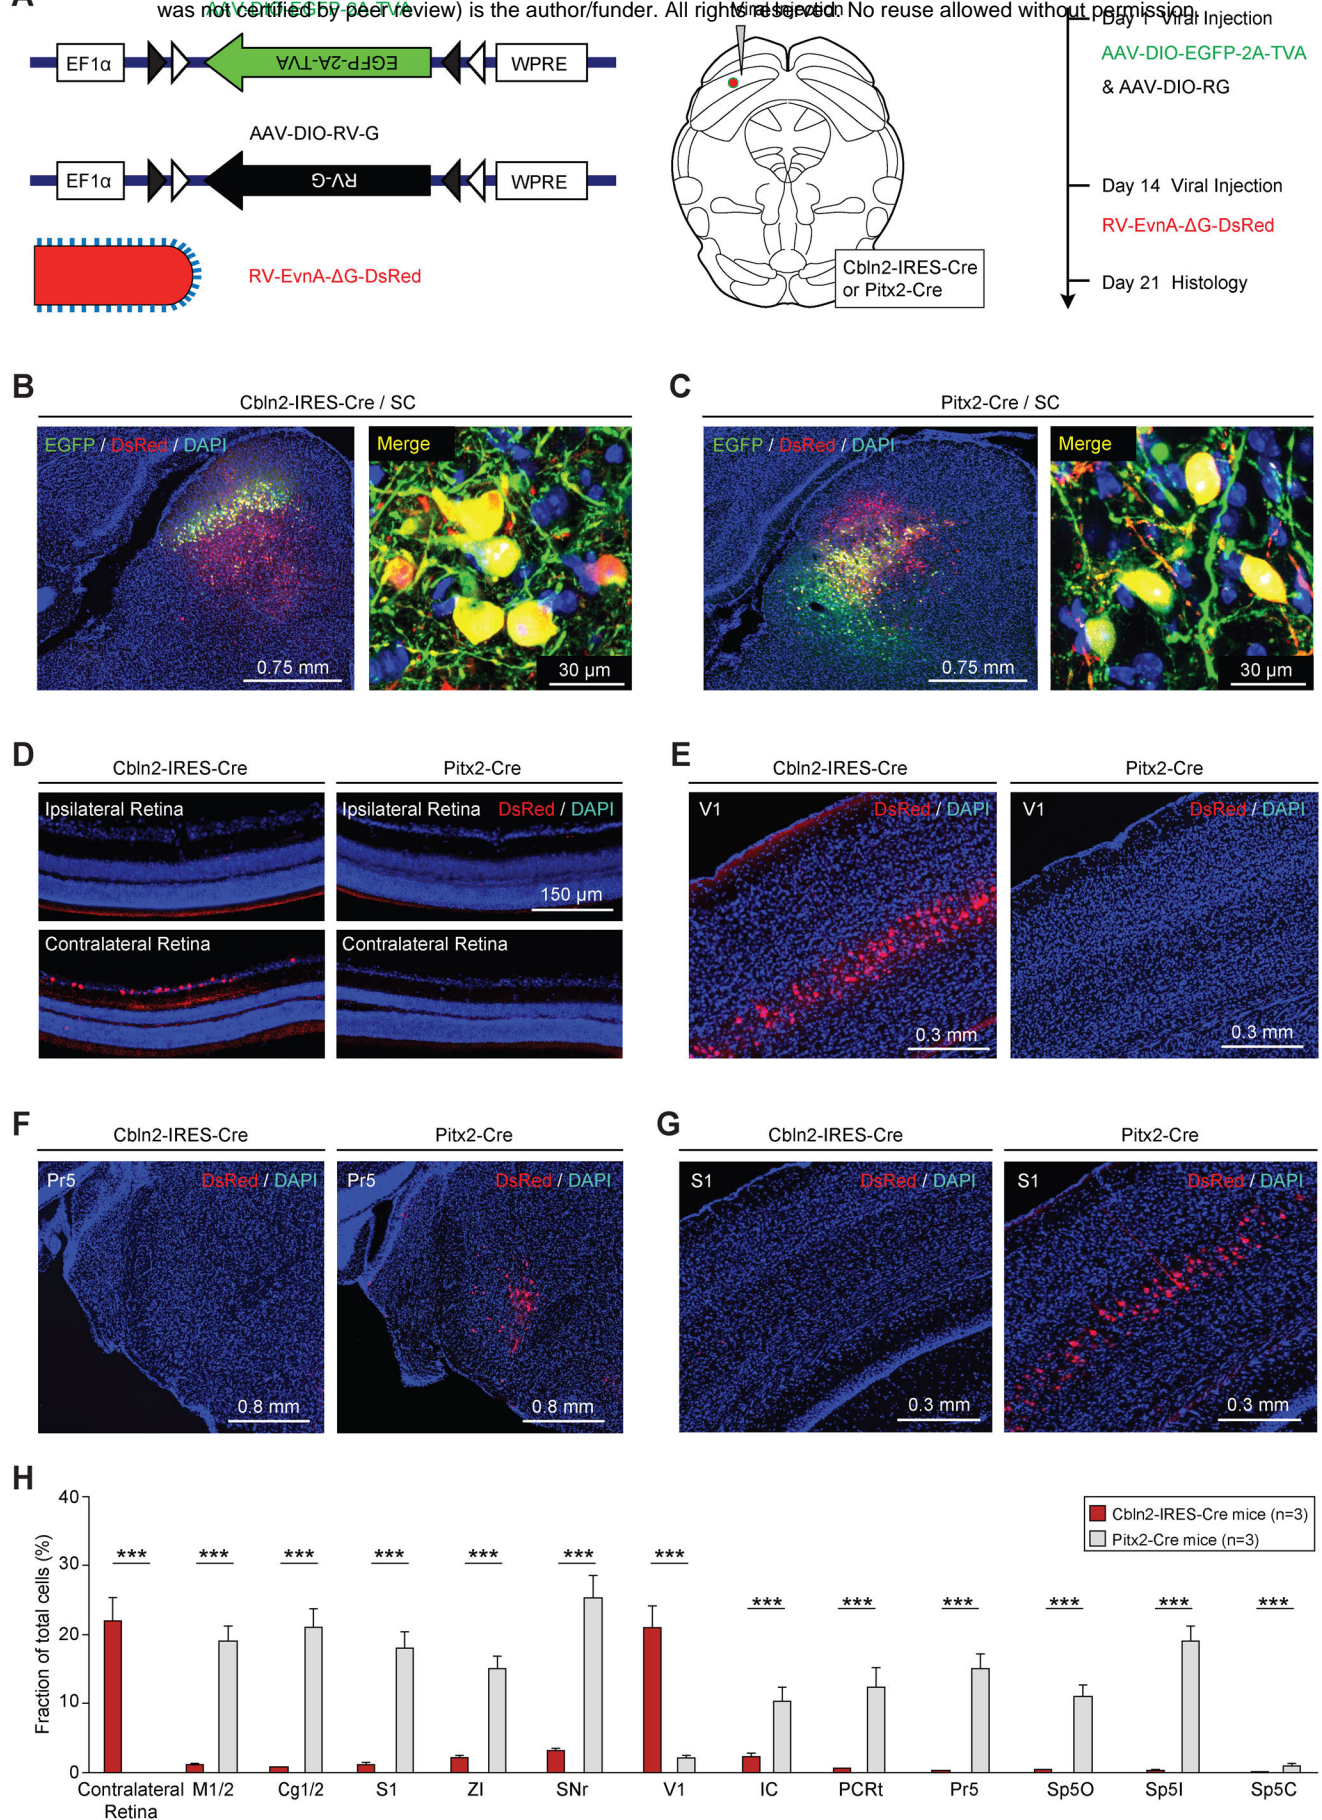 was not certified by peer review) is the author/funder. All rights reserved. No reuse allowed without permission.
AAV-DIO-EGFP-2A-TVA
EF1α
EGFP-2A-TVA
WPRE
AAV-DIO-RV-G
EF1α
RV-G
WPRE
RV-EvnA-ΔG-DsRed
Viral Injection
Cbln2-IRES-Cre
or Pitx2-Cre
Day 1 Viral Injection
AAV-DIO-EGFP-2A-TVA
& AAV-DIO-RG
Day 14 Viral Injection
RV-EvnA-ΔG-DsRed
Day 21 Histology
B
Cbln2-IRES-Cre / SC
EGFP / DsRed / DAPI
0.75 mm
Merge
30 μm
C
Pitx2-Cre / SC
EGFP / DsRed / DAPI
0.75 mm
Merge
30 μm
D
Cbln2-IRES-Cre
Pitx2-Cre
Ipsilateral Retina
Ipsilateral Retina DsRed / DAPI
150 μm
Contralateral Retina
Contralateral Retina
E
Cbln2-IRES-Cre
Pitx2-Cre
V1 DsRed / DAPI
0.3 mm
V1 DsRed / DAPI
0.3 mm
F
Cbln2-IRES-Cre
Pitx2-Cre
Pr5 DsRed / DAPI
0.8 mm
Pr5 DsRed / DAPI
0.8 mm
G
Cbln2-IRES-Cre
Pitx2-Cre
S1 DsRed / DAPI
0.3 mm
S1 DsRed / DAPI
0.3 mm
H
Fraction of total cells (%)
40
30
20
10
0
Cbln2-IRES-Cre mice (n=3)
Pitx2-Cre mice (n=3)
*** *** *** *** *** *** *** *** *** *** *** *** ***
Contralateral Retina
M1/2
Cg1/2
S1
ZI
SNr
V1
IC
PCRt
Pr5
Sp5O
Sp5I
Sp5C